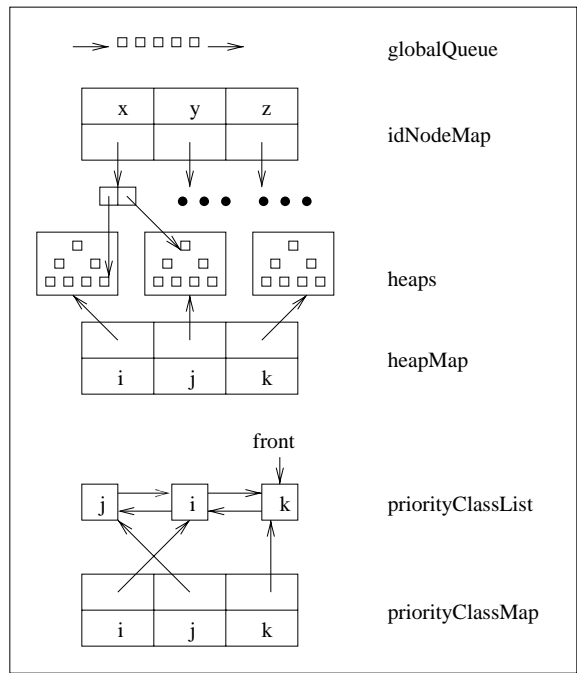 globalQueue
x y z
idNodeMap
heaps
heapMap
i j k
front
j i k
priorityClassList
priorityClassMap
i j k